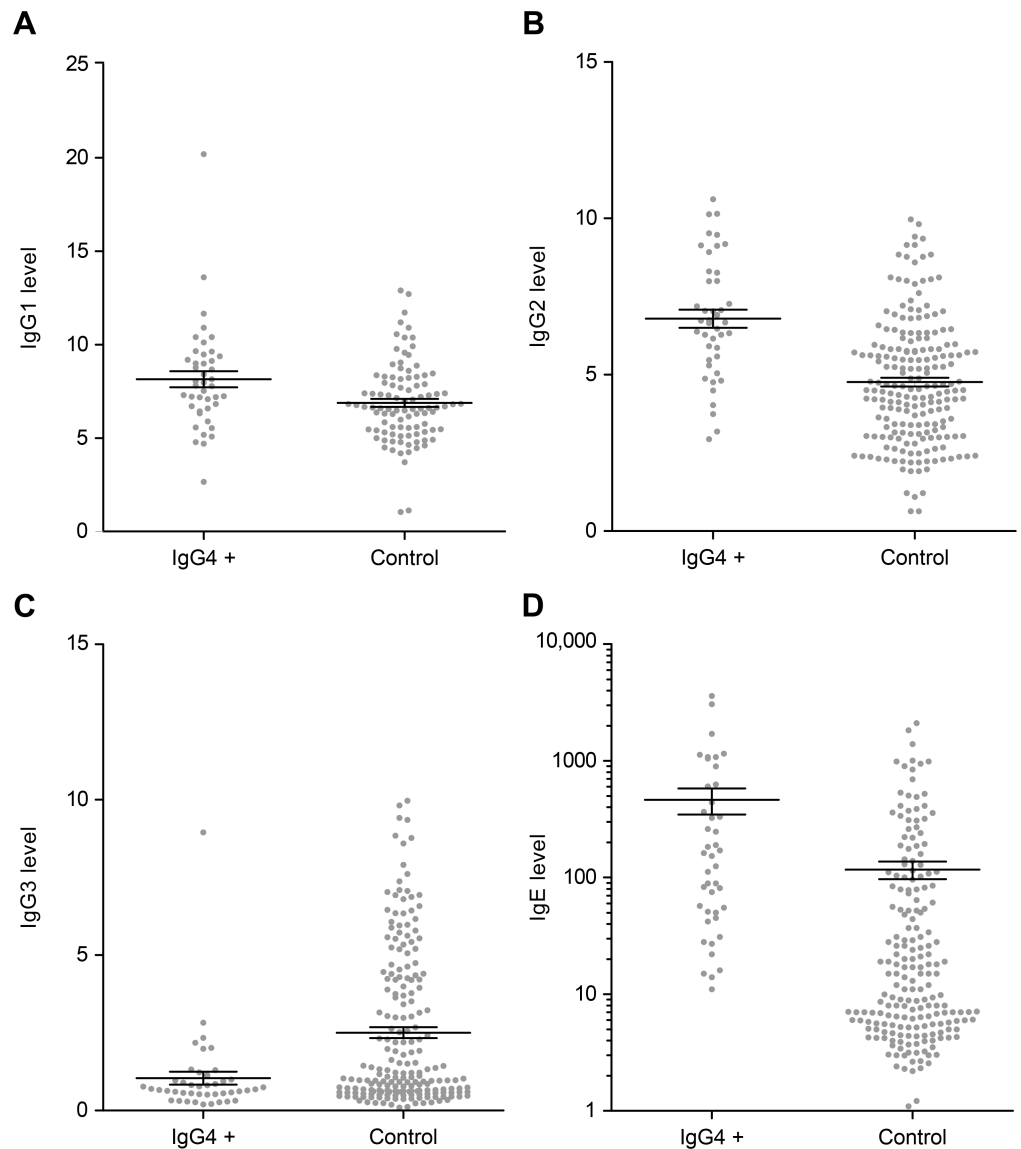 A
IgG1 level
25
20
15
10
5
0
IgG4 +
Control
B
IgG2 level
15
10
5
0
IgG4 +
Control
C
IgG3 level
15
10
5
0
IgG4 +
Control
D
IgE level
10,000
1000
100
10
1
IgG4 +
Control